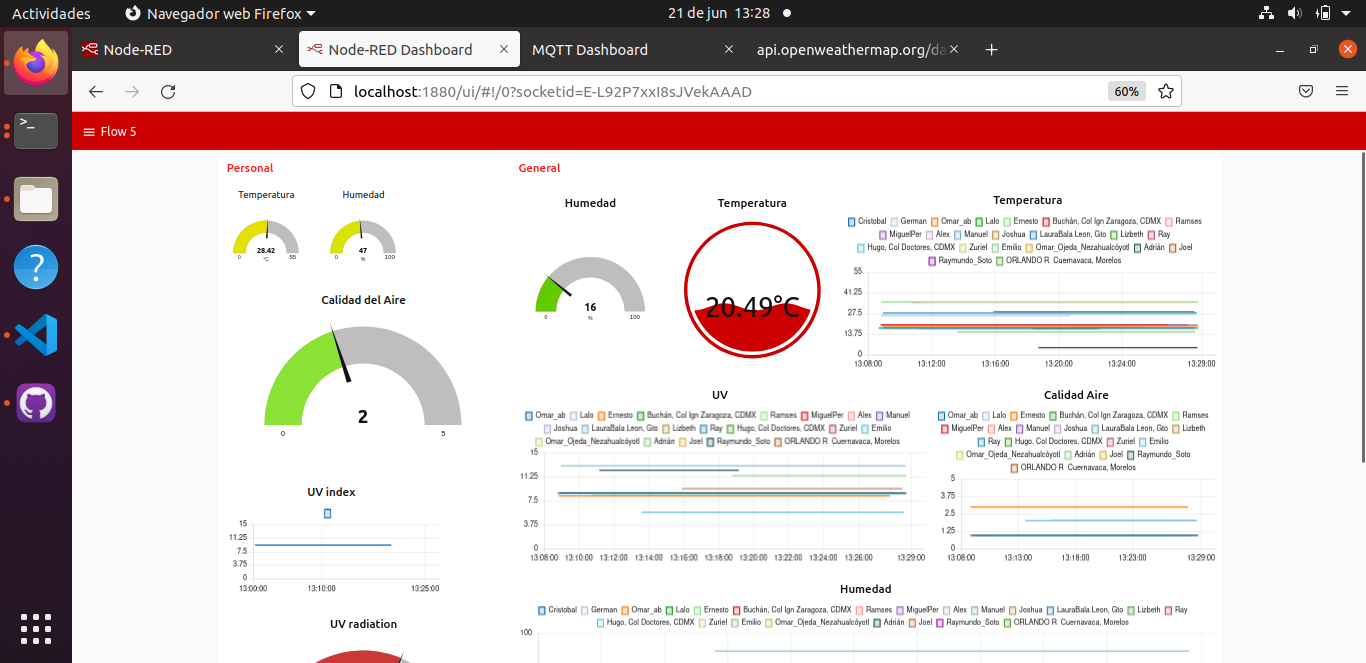 Actividades
Navegador web Firefox
21 de jun 13:28
Node-RED
Node-RED Dashboard
MQTT Dashboard
api.openweathermap.org/da
localhost:1880/ui/#!/0?socketid=E-L92P7xxI8sJVekAAAD
60%
Flow 5
Personal
Temperatura
28.42
°C
0
55
Humedad
47
%
0
100
Calidad del Aire
2
0
5
UV index
15
11.25
7.5
3.75
0
13:00:00
13:10:00
13:25:00
UV radiation
General
Humedad
16
%
0
100
Temperatura
20.49°C
Temperatura
Cristobal German Omar_ab Lalo Ernesto Buchán, Col Ign Zaragoza, CDMX Ramses
MiguelPer Alex Manuel Joshua LauraBala Leon, Gto Lizbeth Ray
Hugo, Col Doctores, CDMX Zuriel Emilio Omar_Ojeda_Nezahualcóyotl Adrián Joel
Raymundo_Soto ORLANDO R Cuernavaca, Morelos
55
41.25
27.5
13.75
0
13:08:00 13:12:00 13:16:00 13:20:00 13:24:00 13:29:00
UV
Omar_ab Lalo Ernesto Buchán, Col Ign Zaragoza, CDMX Ramses MiguelPer Alex Manuel
Joshua LauraBala Leon, Gto Lizbeth Ray Hugo, Col Doctores, CDMX Zuriel Emilio
Omar_Ojeda_Nezahualcóyotl Adrián Joel Raymundo_Soto ORLANDO R Cuernavaca, Morelos
15
11.25
7.5
3.75
0
13:08:00 13:10:00 13:12:00 13:14:00 13:16:00 13:18:00 13:20:00 13:22:00 13:24:00 13:26:00 13:29:00
Calidad Aire
Omar_ab Lalo Ernesto Buchán, Col Ign Zaragoza, CDMX Ramses
MiguelPer Alex Manuel Joshua LauraBala Leon, Gto Lizbeth
Ray Hugo, Col Doctores, CDMX Zuriel Emilio
Omar_Ojeda_Nezahualcóyotl Adrián Joel Raymundo_Soto
ORLANDO R Cuernavaca, Morelos
5
3.75
2.5
1.25
0
13:08:00 13:13:00 13:18:00 13:23:00 13:29:00
Humedad
Cristobal German Omar_ab Lalo Ernesto Buchán, Col Ign Zaragoza, CDMX Ramses MiguelPer Alex Manuel Joshua LauraBala Leon, Gto Lizbeth Ray
Hugo, Col Doctores, CDMX Zuriel Emilio Omar_Ojeda_Nezahualcóyotl Adrián Joel Raymundo_Soto ORLANDO R Cuernavaca, Morelos
100